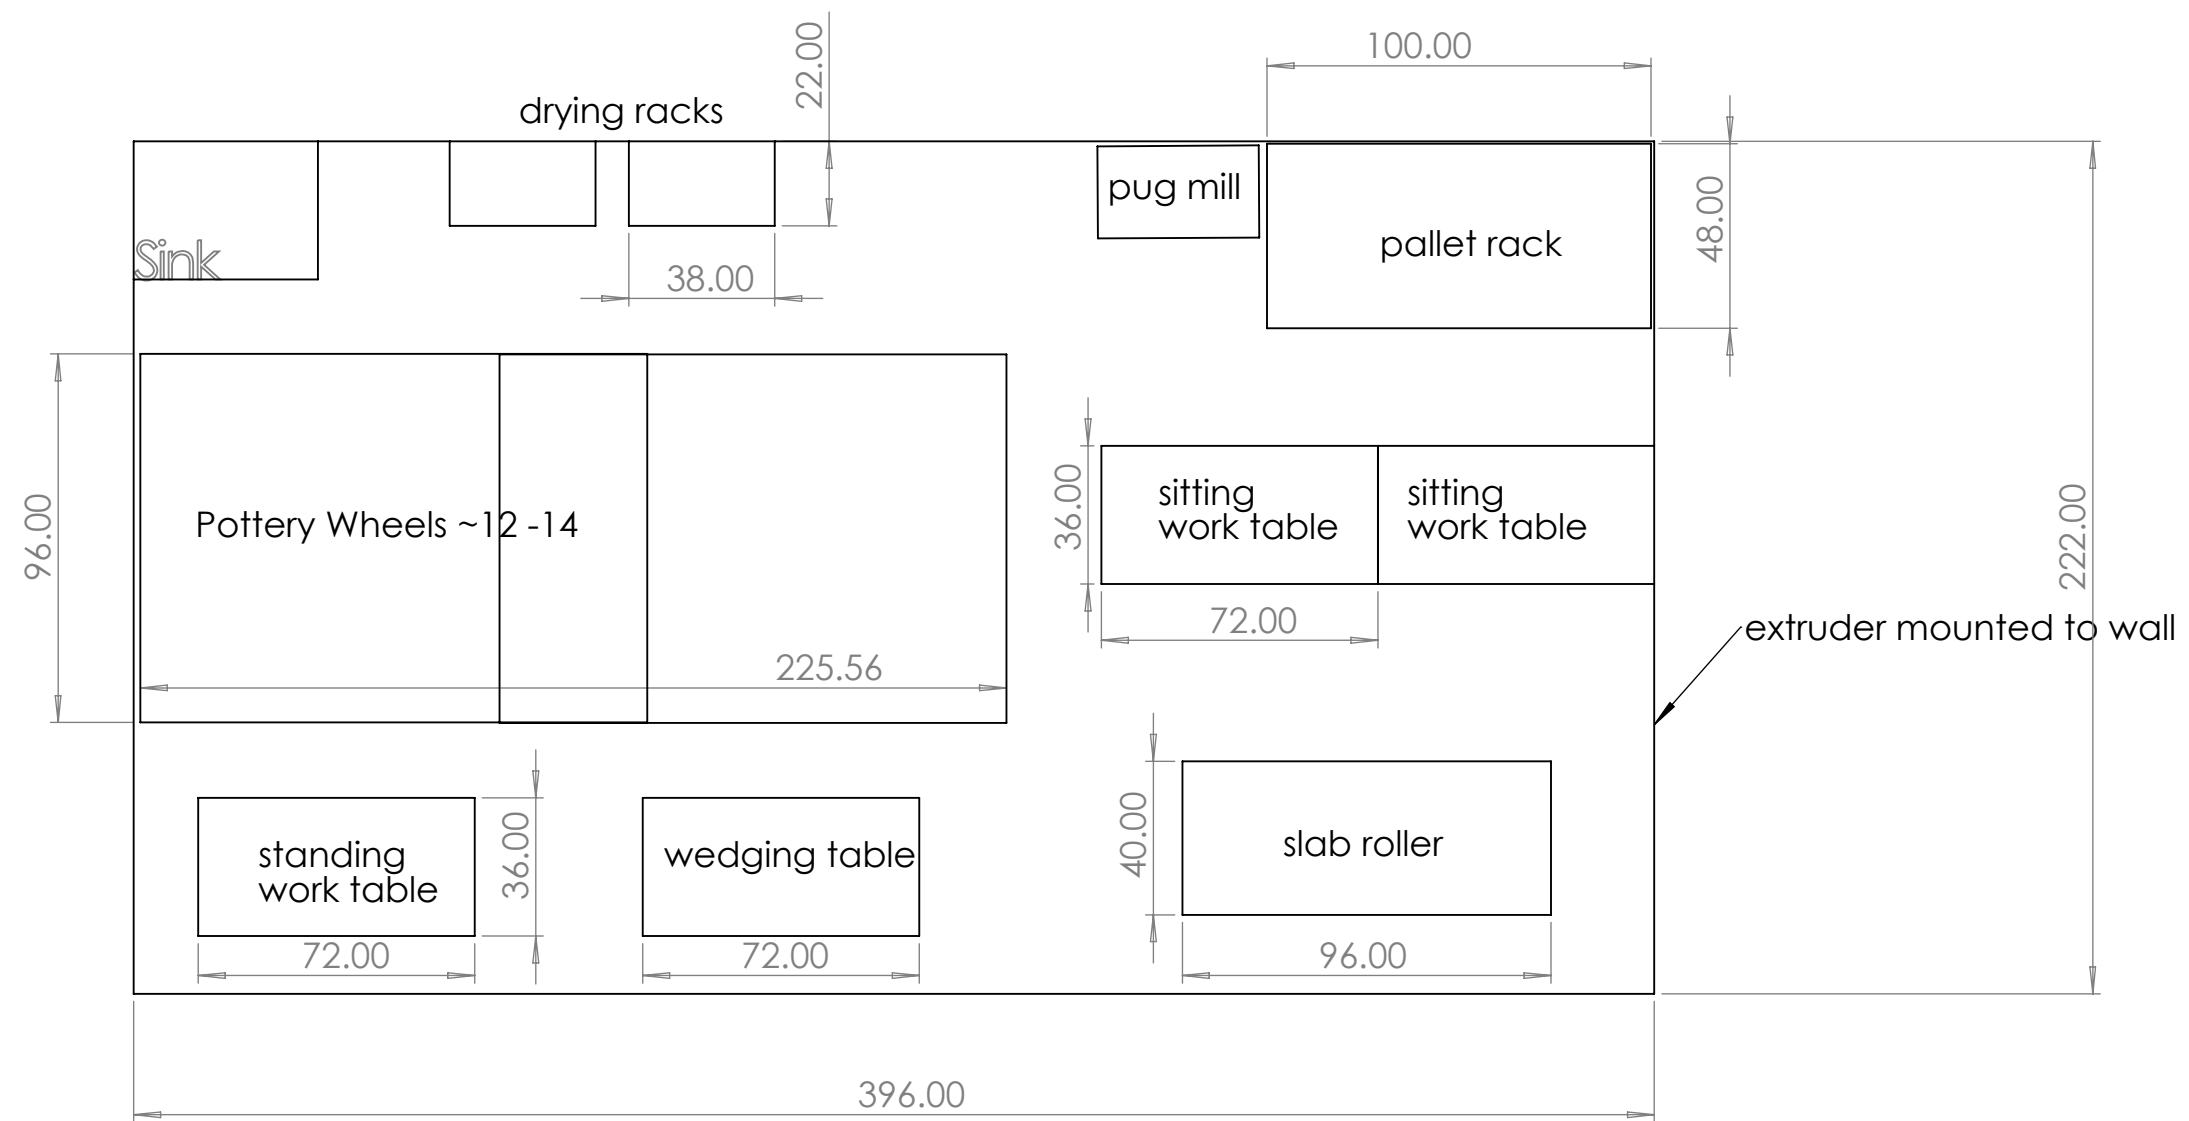 22.00
100.00
drying racks
pug mill
pallet rack
48.00
Sink
38.00
96.00
Pottery Wheels ~12 -14
36.00
sitting
work table
sitting
work table
222.00
72.00
extruder mounted to wall
225.56
standing
work table
36.00
wedging table
40.00
slab roller
72.00
72.00
96.00
396.00